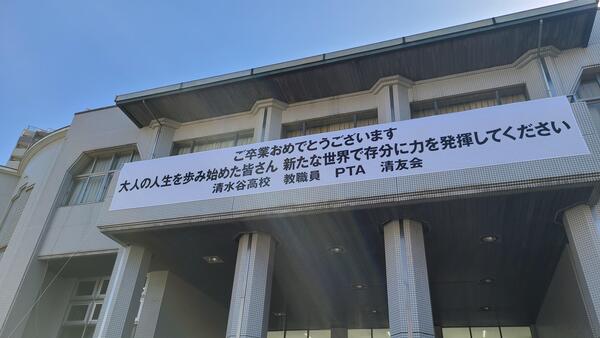 ご卒業おめでとうございます
大人の人生を歩み始めた皆さん 新たな世界で存分に力を発揮してください
清水谷高校 教職員 PTA 清友会